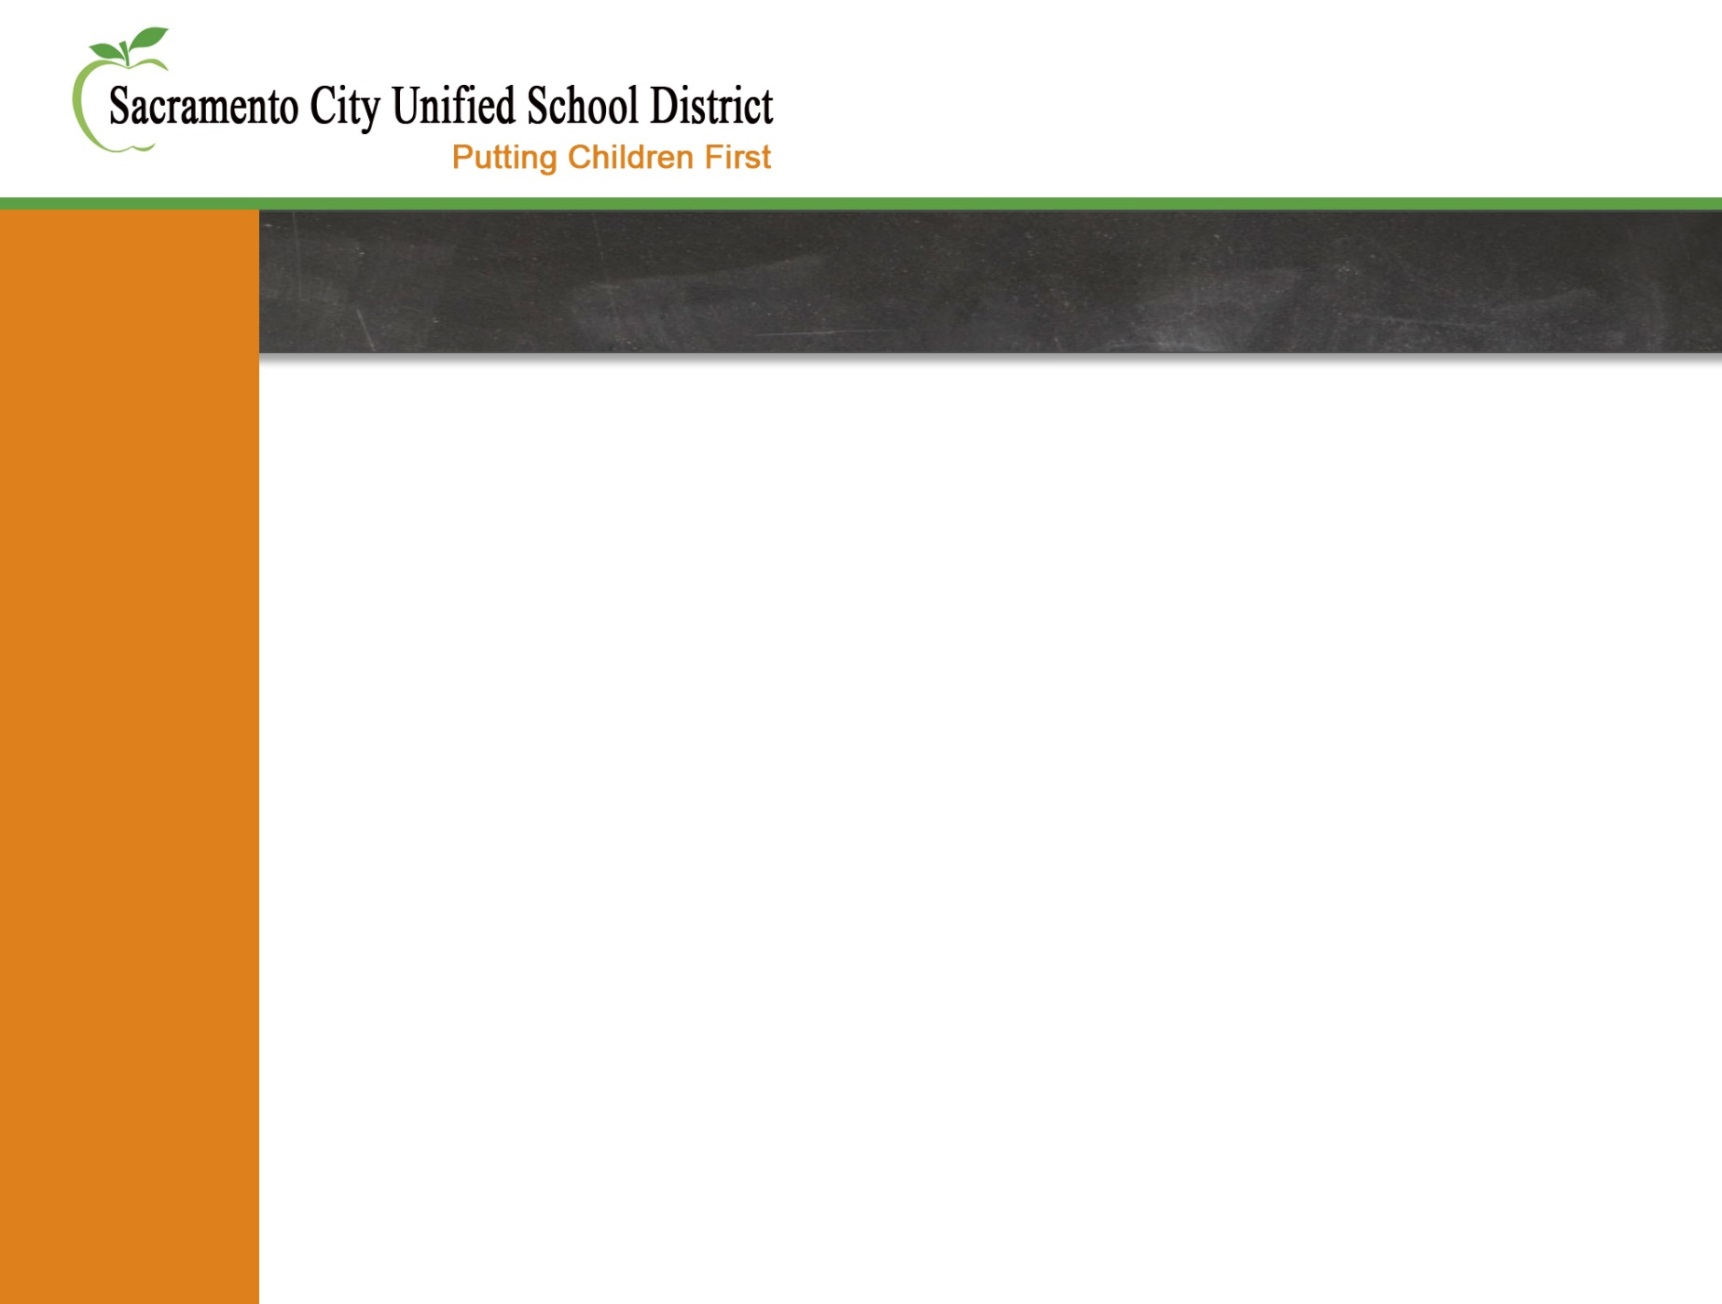 Sacramento City Unified School District
Putting Children First